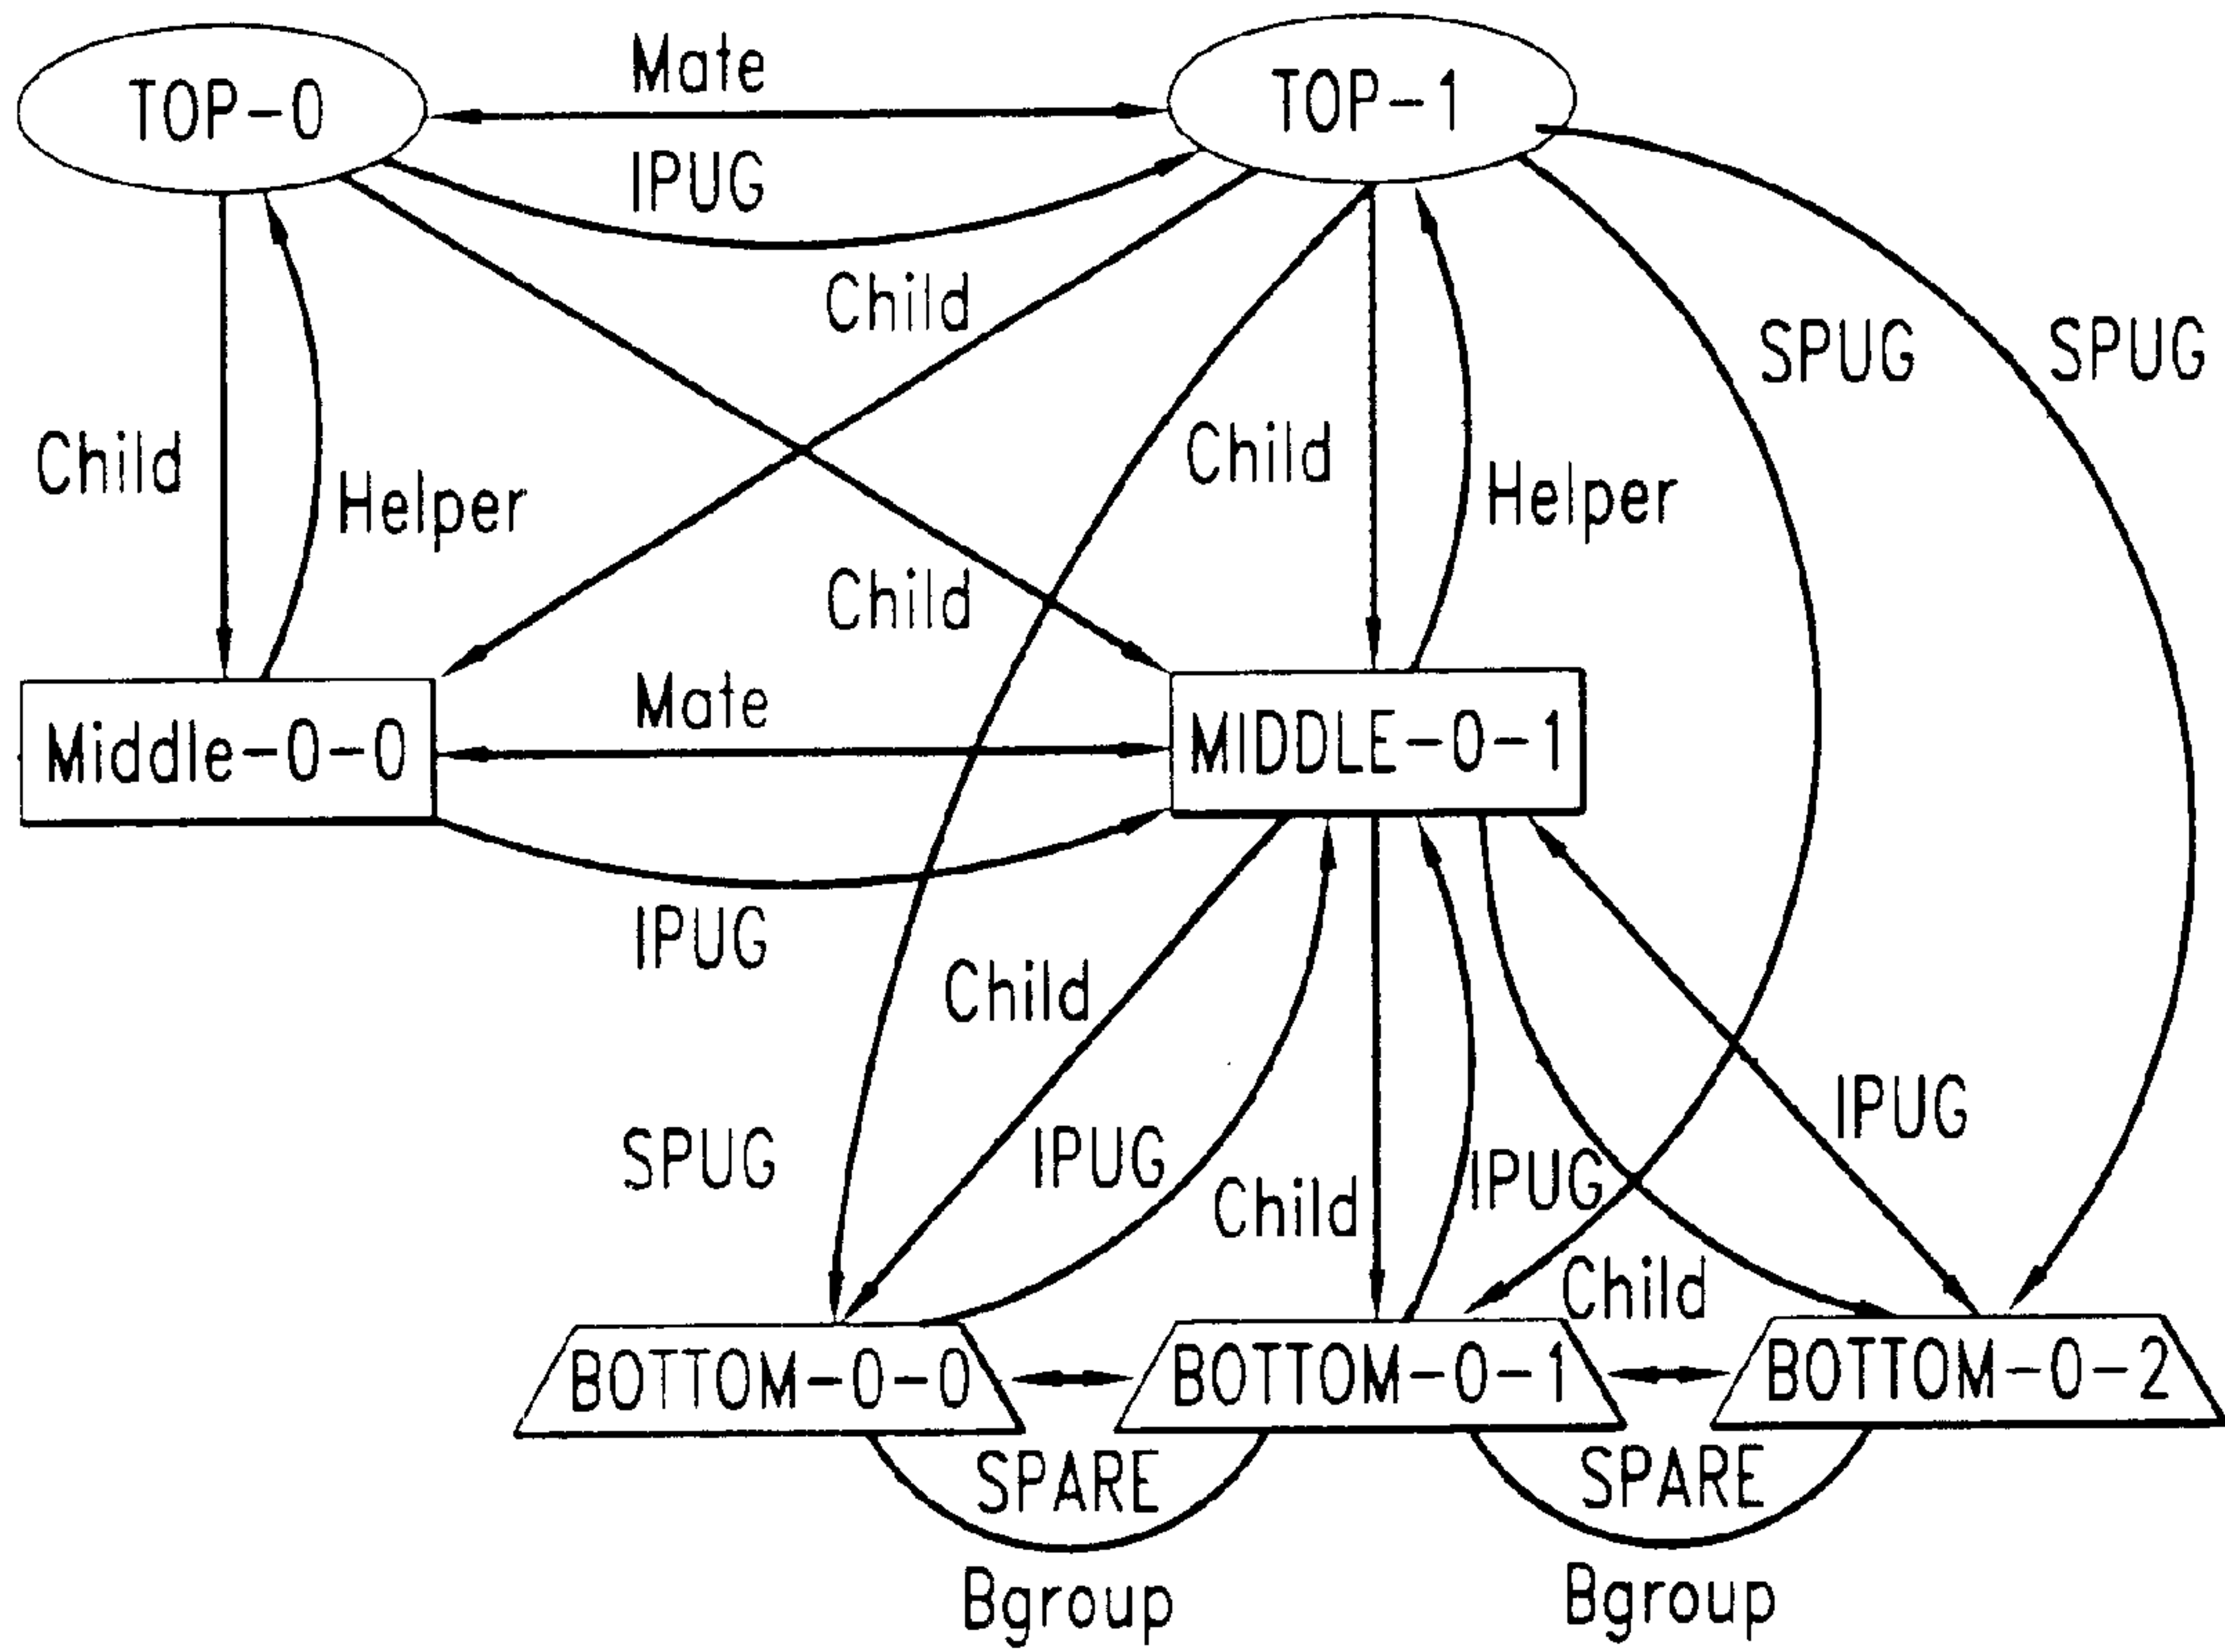 TOP-0
Mate
TOP-1
IPUG
Child
SPUG
SPUG
Child
Helper
Child
Helper
Child
Middle-0-0
Mate
MIDDLE-0-1
IPUG
Child
IPUG
SPUG
IPUG
Child
IPUG
Child
BOTTOM-0-0
BOTTOM-0-1
BOTTOM-0-2
SPARE
SPARE
Bgroup
Bgroup